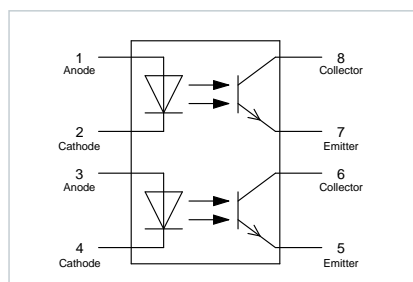 1
Anode
8
Collector
2
Cathode
7
Emitter
3
Anode
6
Collector
4
Cathode
5
Emitter